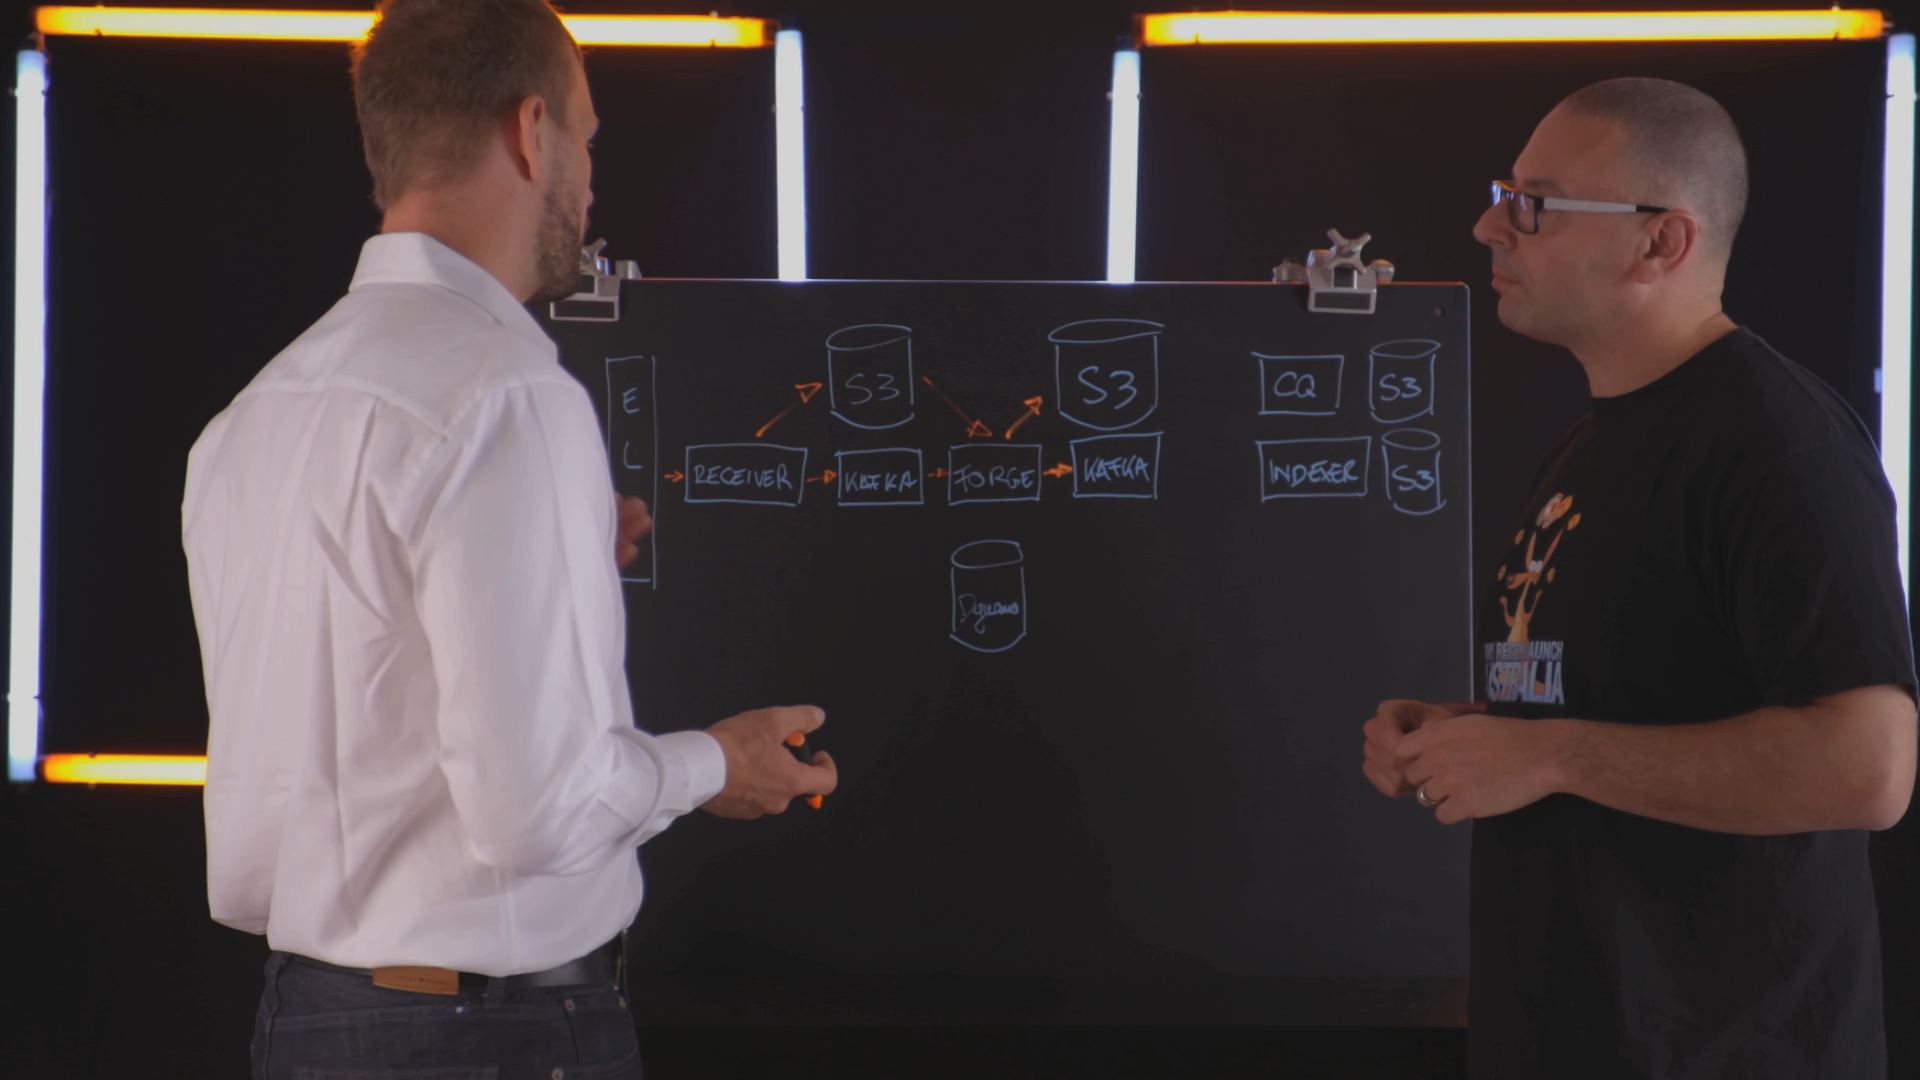 E
L
S3
S3
CQ
S3
RECEIVER
KAFKA
FORGE
KAFKA
INDEXER
S3
Dynamo